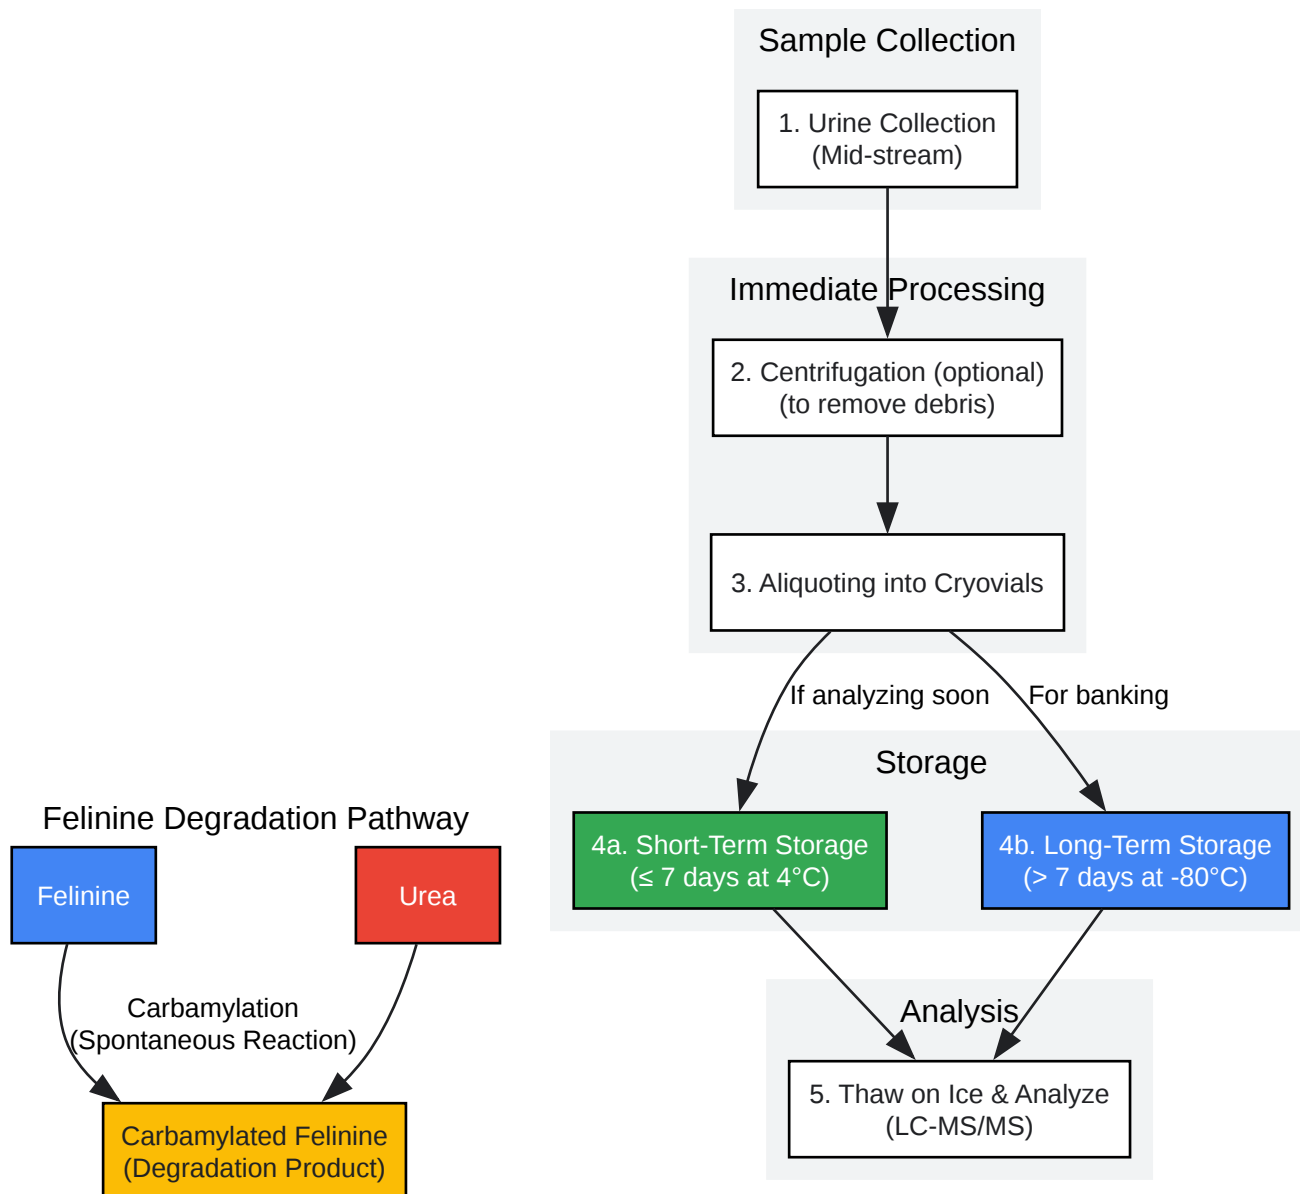 Sample Collection
1. Urine Collection
(Mid-stream)
Immediate Processing
2. Centrifugation (optional)
(to remove debris)
3. Aliquoting into Cryovials
If analyzing soon
For banking
Storage
4a. Short-Term Storage
(≤ 7 days at 4°C)
4b. Long-Term Storage
(> 7 days at -80°C)
Analysis
5. Thaw on Ice & Analyze
(LC-MS/MS)
Felinine Degradation Pathway
Felinine
Urea
Carbamylation
(Spontaneous Reaction)
Carbamylated Felinine
(Degradation Product)